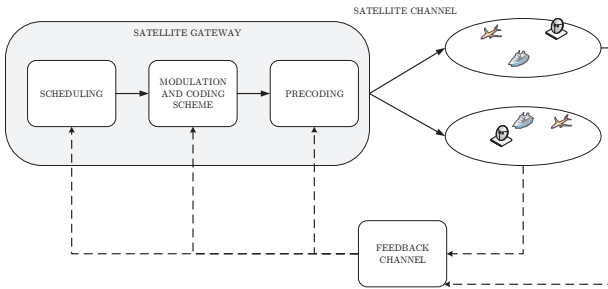 SATELLITE CHANNEL
SATELLITE GATEWAY
SCHEDULING
MODULATION
AND CODING
SCHEME
PRECODING
FEEDBACK
CHANNEL